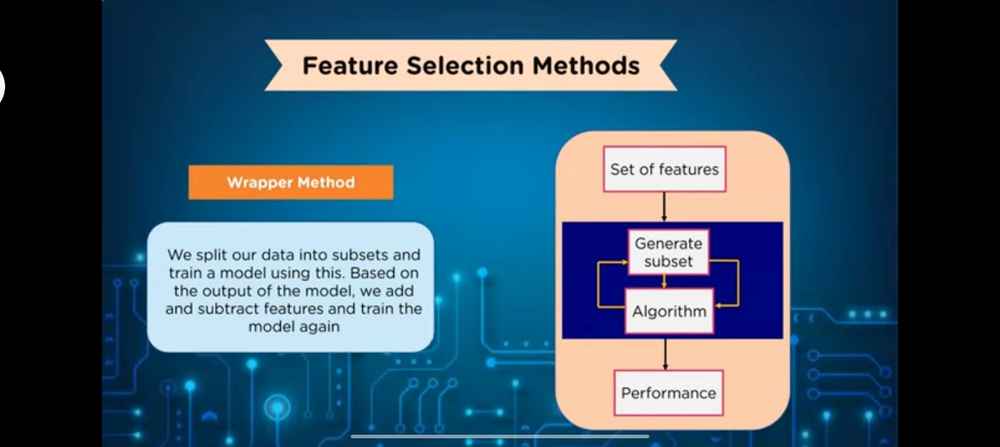 Feature Selection Methods
Wrapper Method
We split our data into subsets and
train a model using this. Based on
the output of the model, we add
and subtract features and train the
model again
Set of features
Generate
subset
Algorithm
Performance